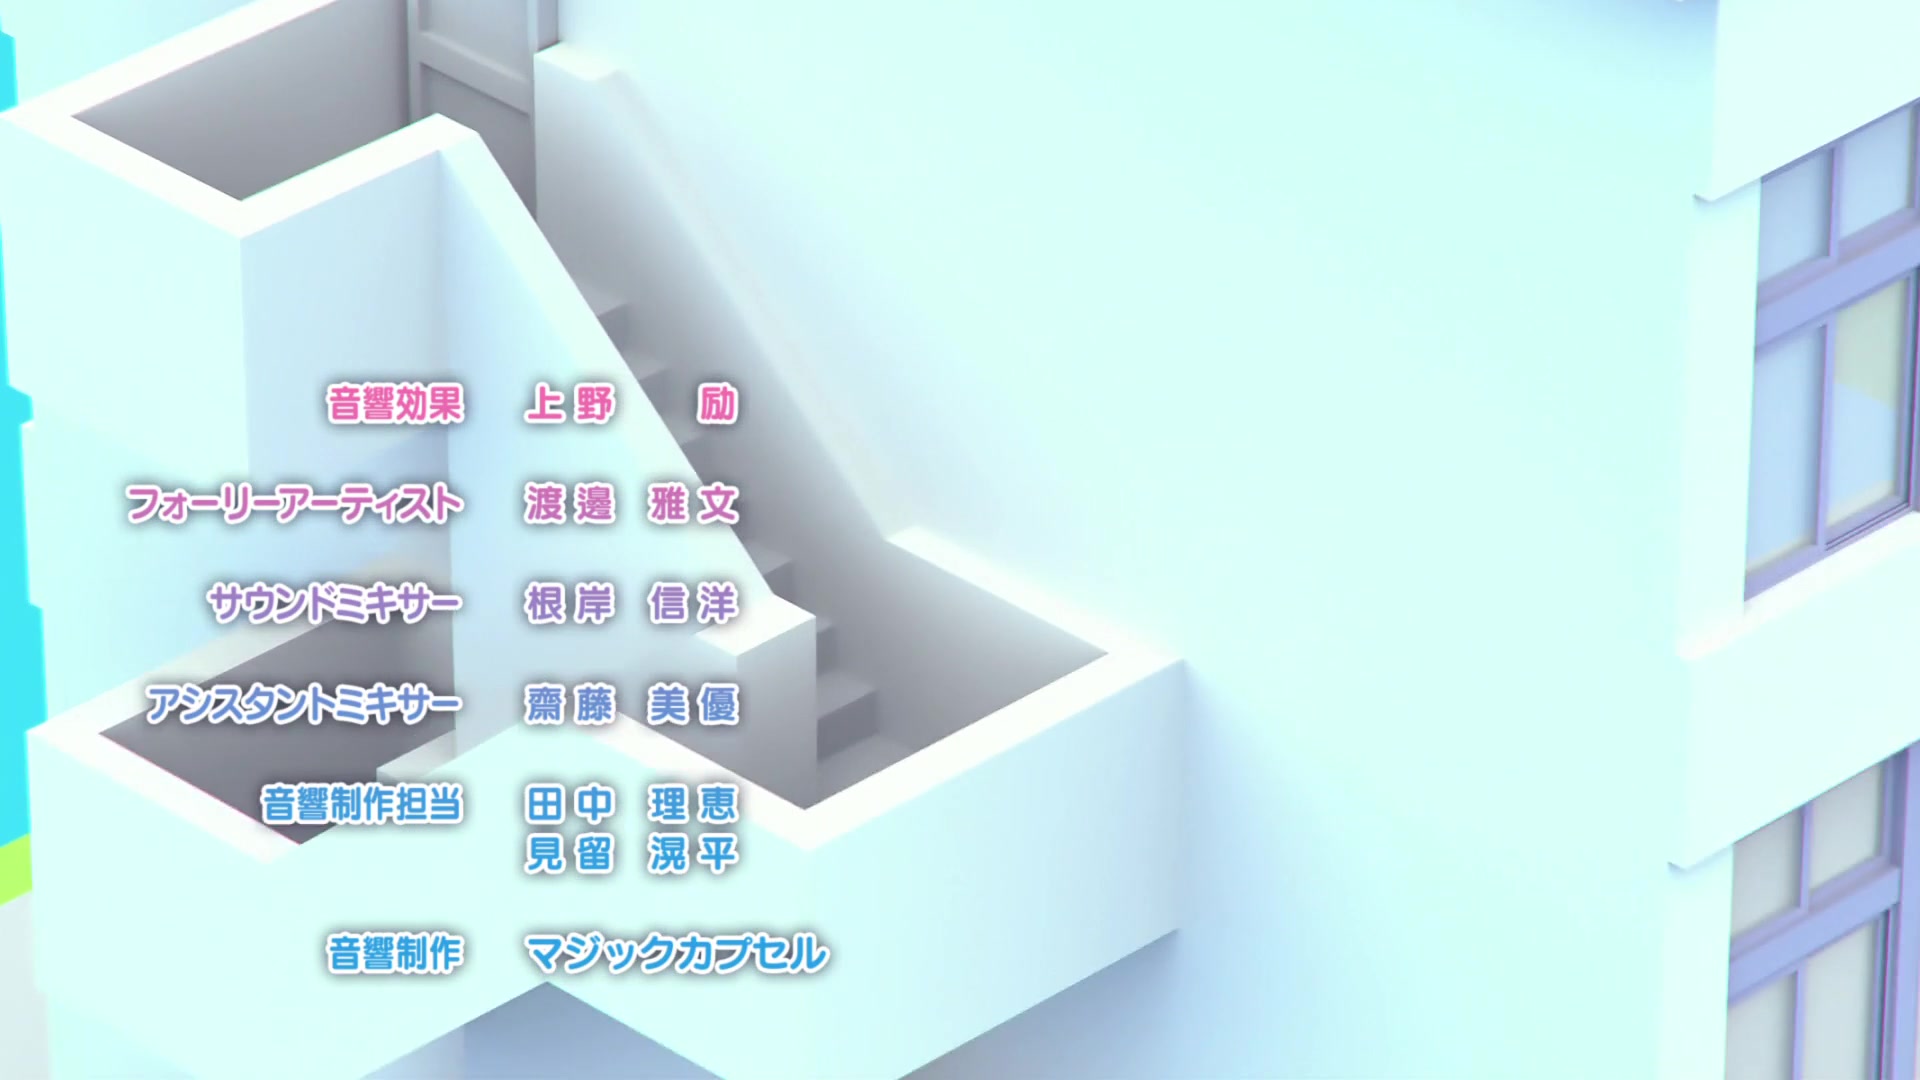 音響効果 上野 励
フォーリーアーティスト 渡邊 雅文
サウンドミキサー 根岸 信洋
アシスタントミキサー 齋藤 美優
音響制作担当 田中 理恵
見留 滉平
音響制作 マジックカプセル